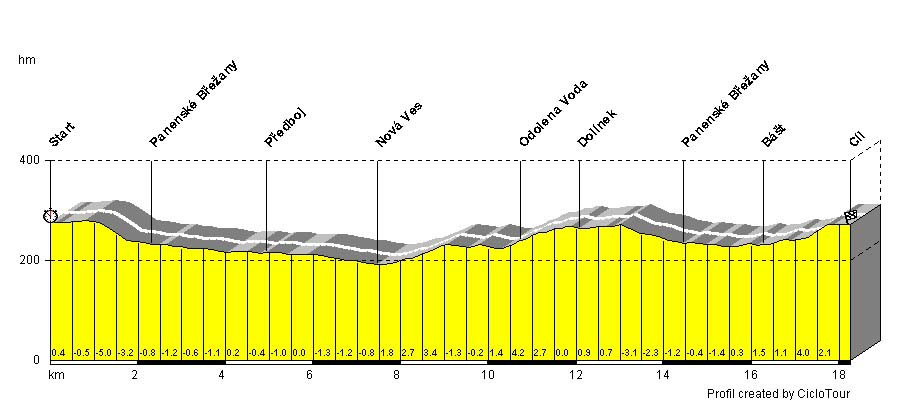 hm
Start
Panenské Břežany
Předboj
Nová Ves
Odolena Voda
Dolínek
Panenské Břežany
Bášť
Cíl
400
200
0
0.4 -0.5 -5.0 -3.2 -0.8 -1.2 -0.6 -1.1 0.2 -0.4 -1.0 0.0 -1.3 -1.2 -0.8 1.8 2.7 3.4 -1.3 -0.2 1.4 4.2 2.7 0.0 0.9 0.7 -3.1 -2.3 -1.2 -0.4 -1.4 0.3 1.5 1.1 4.0 2.1
km 2 4 6 8 10 12 14 16 18
Profil created by CicloTour